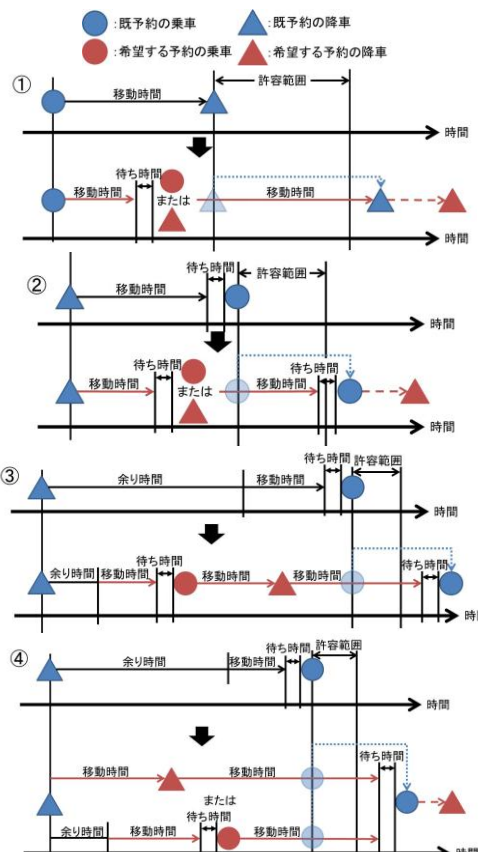 :既予約の乗車 :既予約の降車
:希望する予約の乗車 :希望する予約の降車
①
許容範囲
移動時間
時間
待ち時間
移動時間 または 移動時間
時間
②
待ち時間 許容範囲
移動時間
時間
待ち時間 待ち時間
移動時間 または 移動時間
時間
③
待ち時間 許容範囲
余り時間 移動時間
時間
待ち時間 待ち時間
余り時間 移動時間 移動時間 移動時間
時
④
待ち時間 許容範囲
余り時間 移動時間
時間
待ち時間
移動時間 移動時間
または
待ち時間
余り時間 移動時間 移動時間
時間